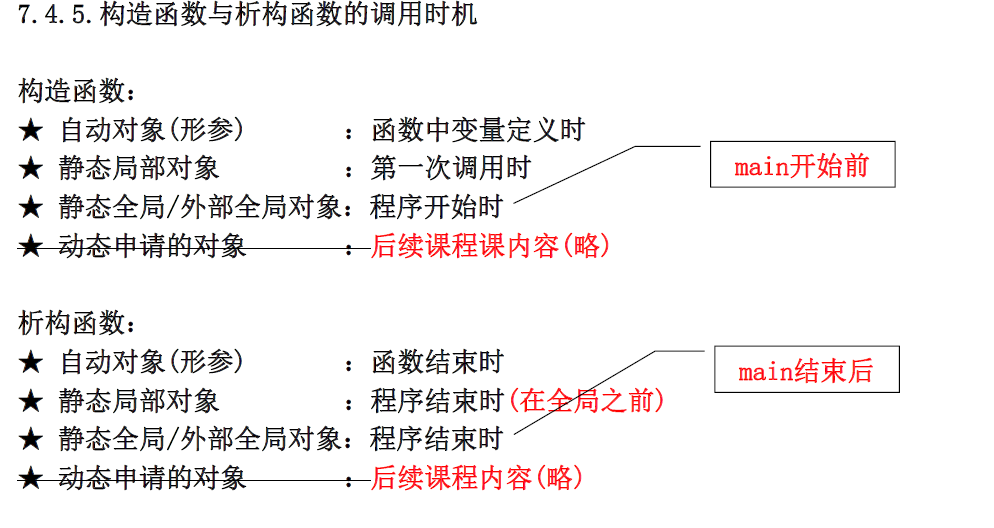 7.4.5.构造函数与析构函数的调用时机
构造函数：
★ 自动对象(形参) ：函数中变量定义时
★ 静态局部对象 ：第一次调用时
main开始前
★ 静态全局/外部全局对象：程序开始时
★ 动态申请的对象 ：后续课程课内容(略)
析构函数：
★ 自动对象(形参) ：函数结束时
main结束后
★ 静态局部对象 ：程序结束时(在全局之前)
★ 静态全局/外部全局对象：程序结束时
★ 动态申请的对象 ：后续课程内容(略)